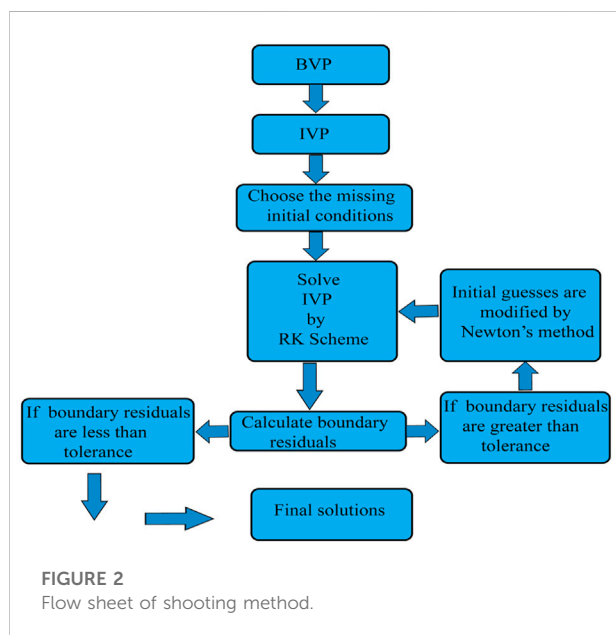 BVP
IVP
Choose the missing
initial conditions
Solve
IVP
by
RK Scheme
Initial guesses are
modified by
Newton's method
If boundary residuals
are less than
tolerance
Calculate boundary
residuals
If boundary residuals
are greater than
tolerance
Final solutions
FIGURE 2
Flow sheet of shooting method.